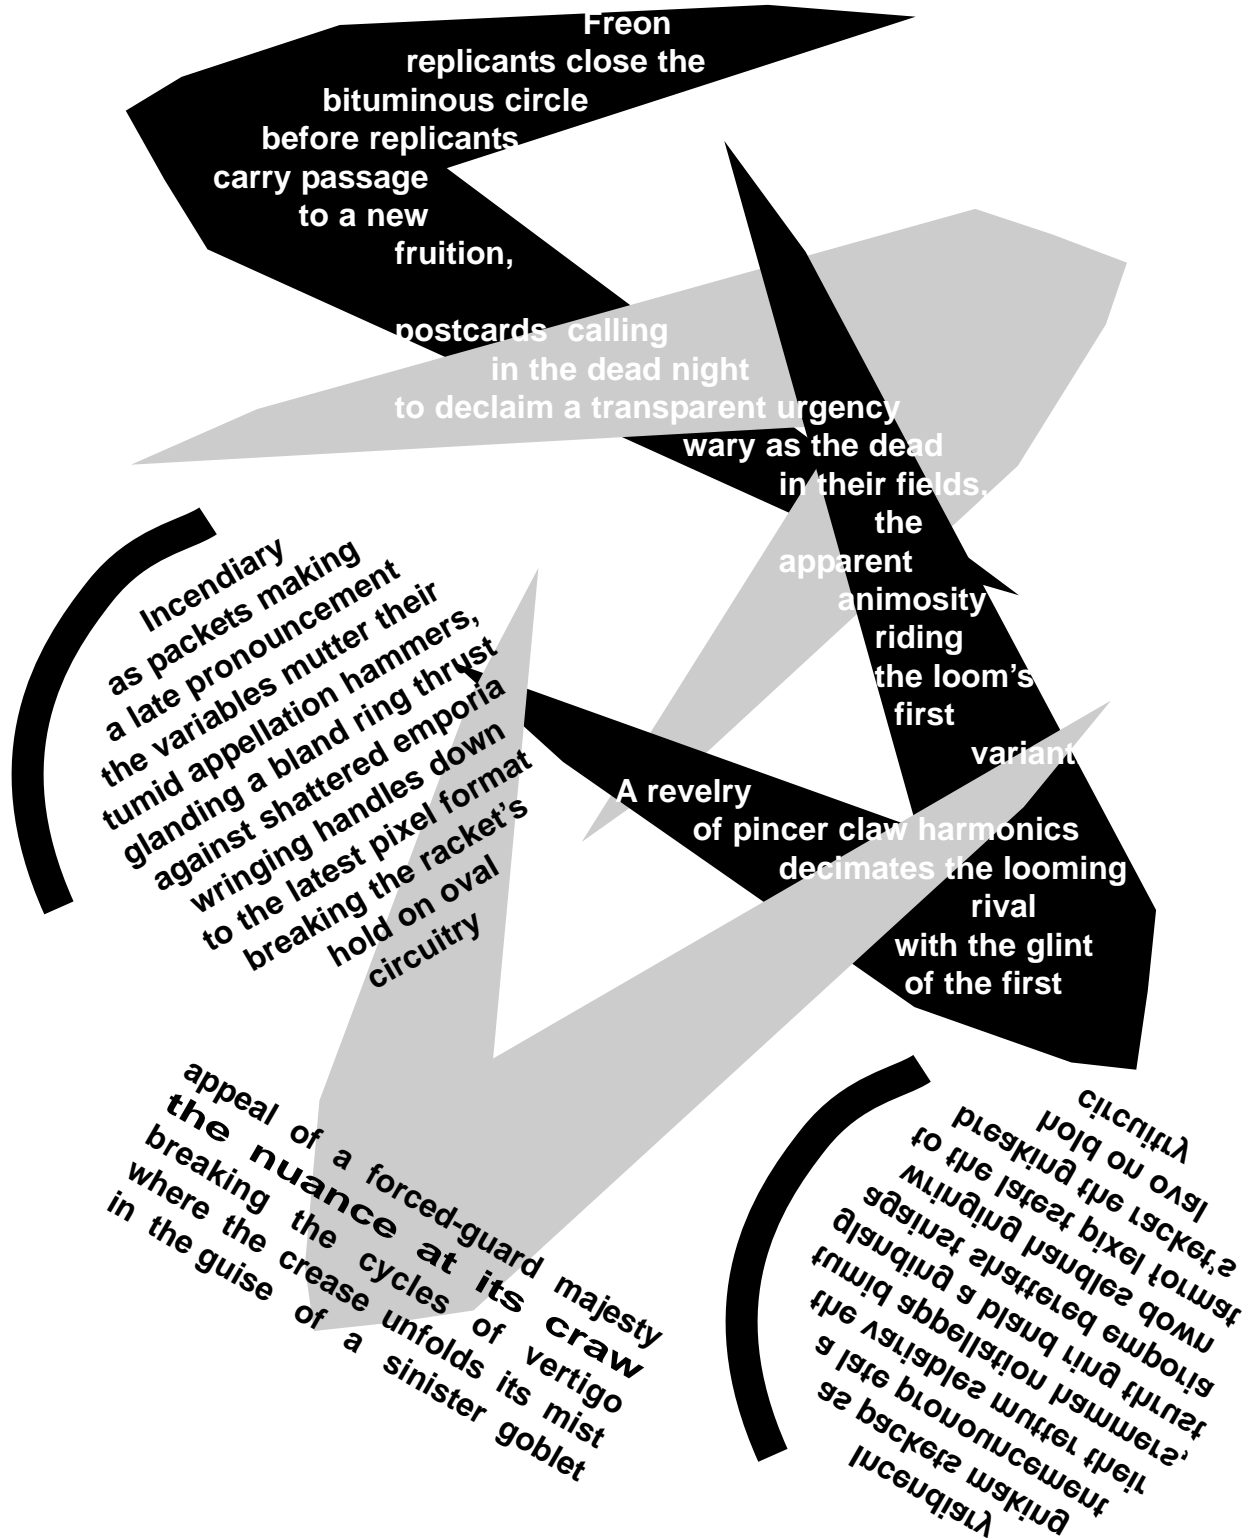 Freon
replicants close the
bituminous circle
before replicants
carry passage
to a new
fruition,
postcards calling
in the dead night
to declaim a transparent urgency
wary as the dead
in their fields,
the
apparent
animosity
riding
the loom’s
first
variant
A revelry
of pincer claw harmonics
decimates the looming
rival
with the glint
of the first
Incendiary
as packets making
a late pronouncement
the variables mutter their
tumid appellation hammers,
glanding a bland ring thrust
against shattered emporia
wringing handles down
to the latest pixel format
breaking the racket’s
hold on oval
circuitry
appeal of a forced-guard majesty
the nuance at its craw
breaking the cycles of vertigo
where the crease unfolds its mist
in the guise of a sinister goblet
Incendiary
as packets making
a late pronouncement
the variables mutter their
tumid appellation hammers,
glanding a bland ring thrust
against shattered emporia
wringing handles down
to the latest pixel format
breaking the racket’s
hold on oval
circuitry